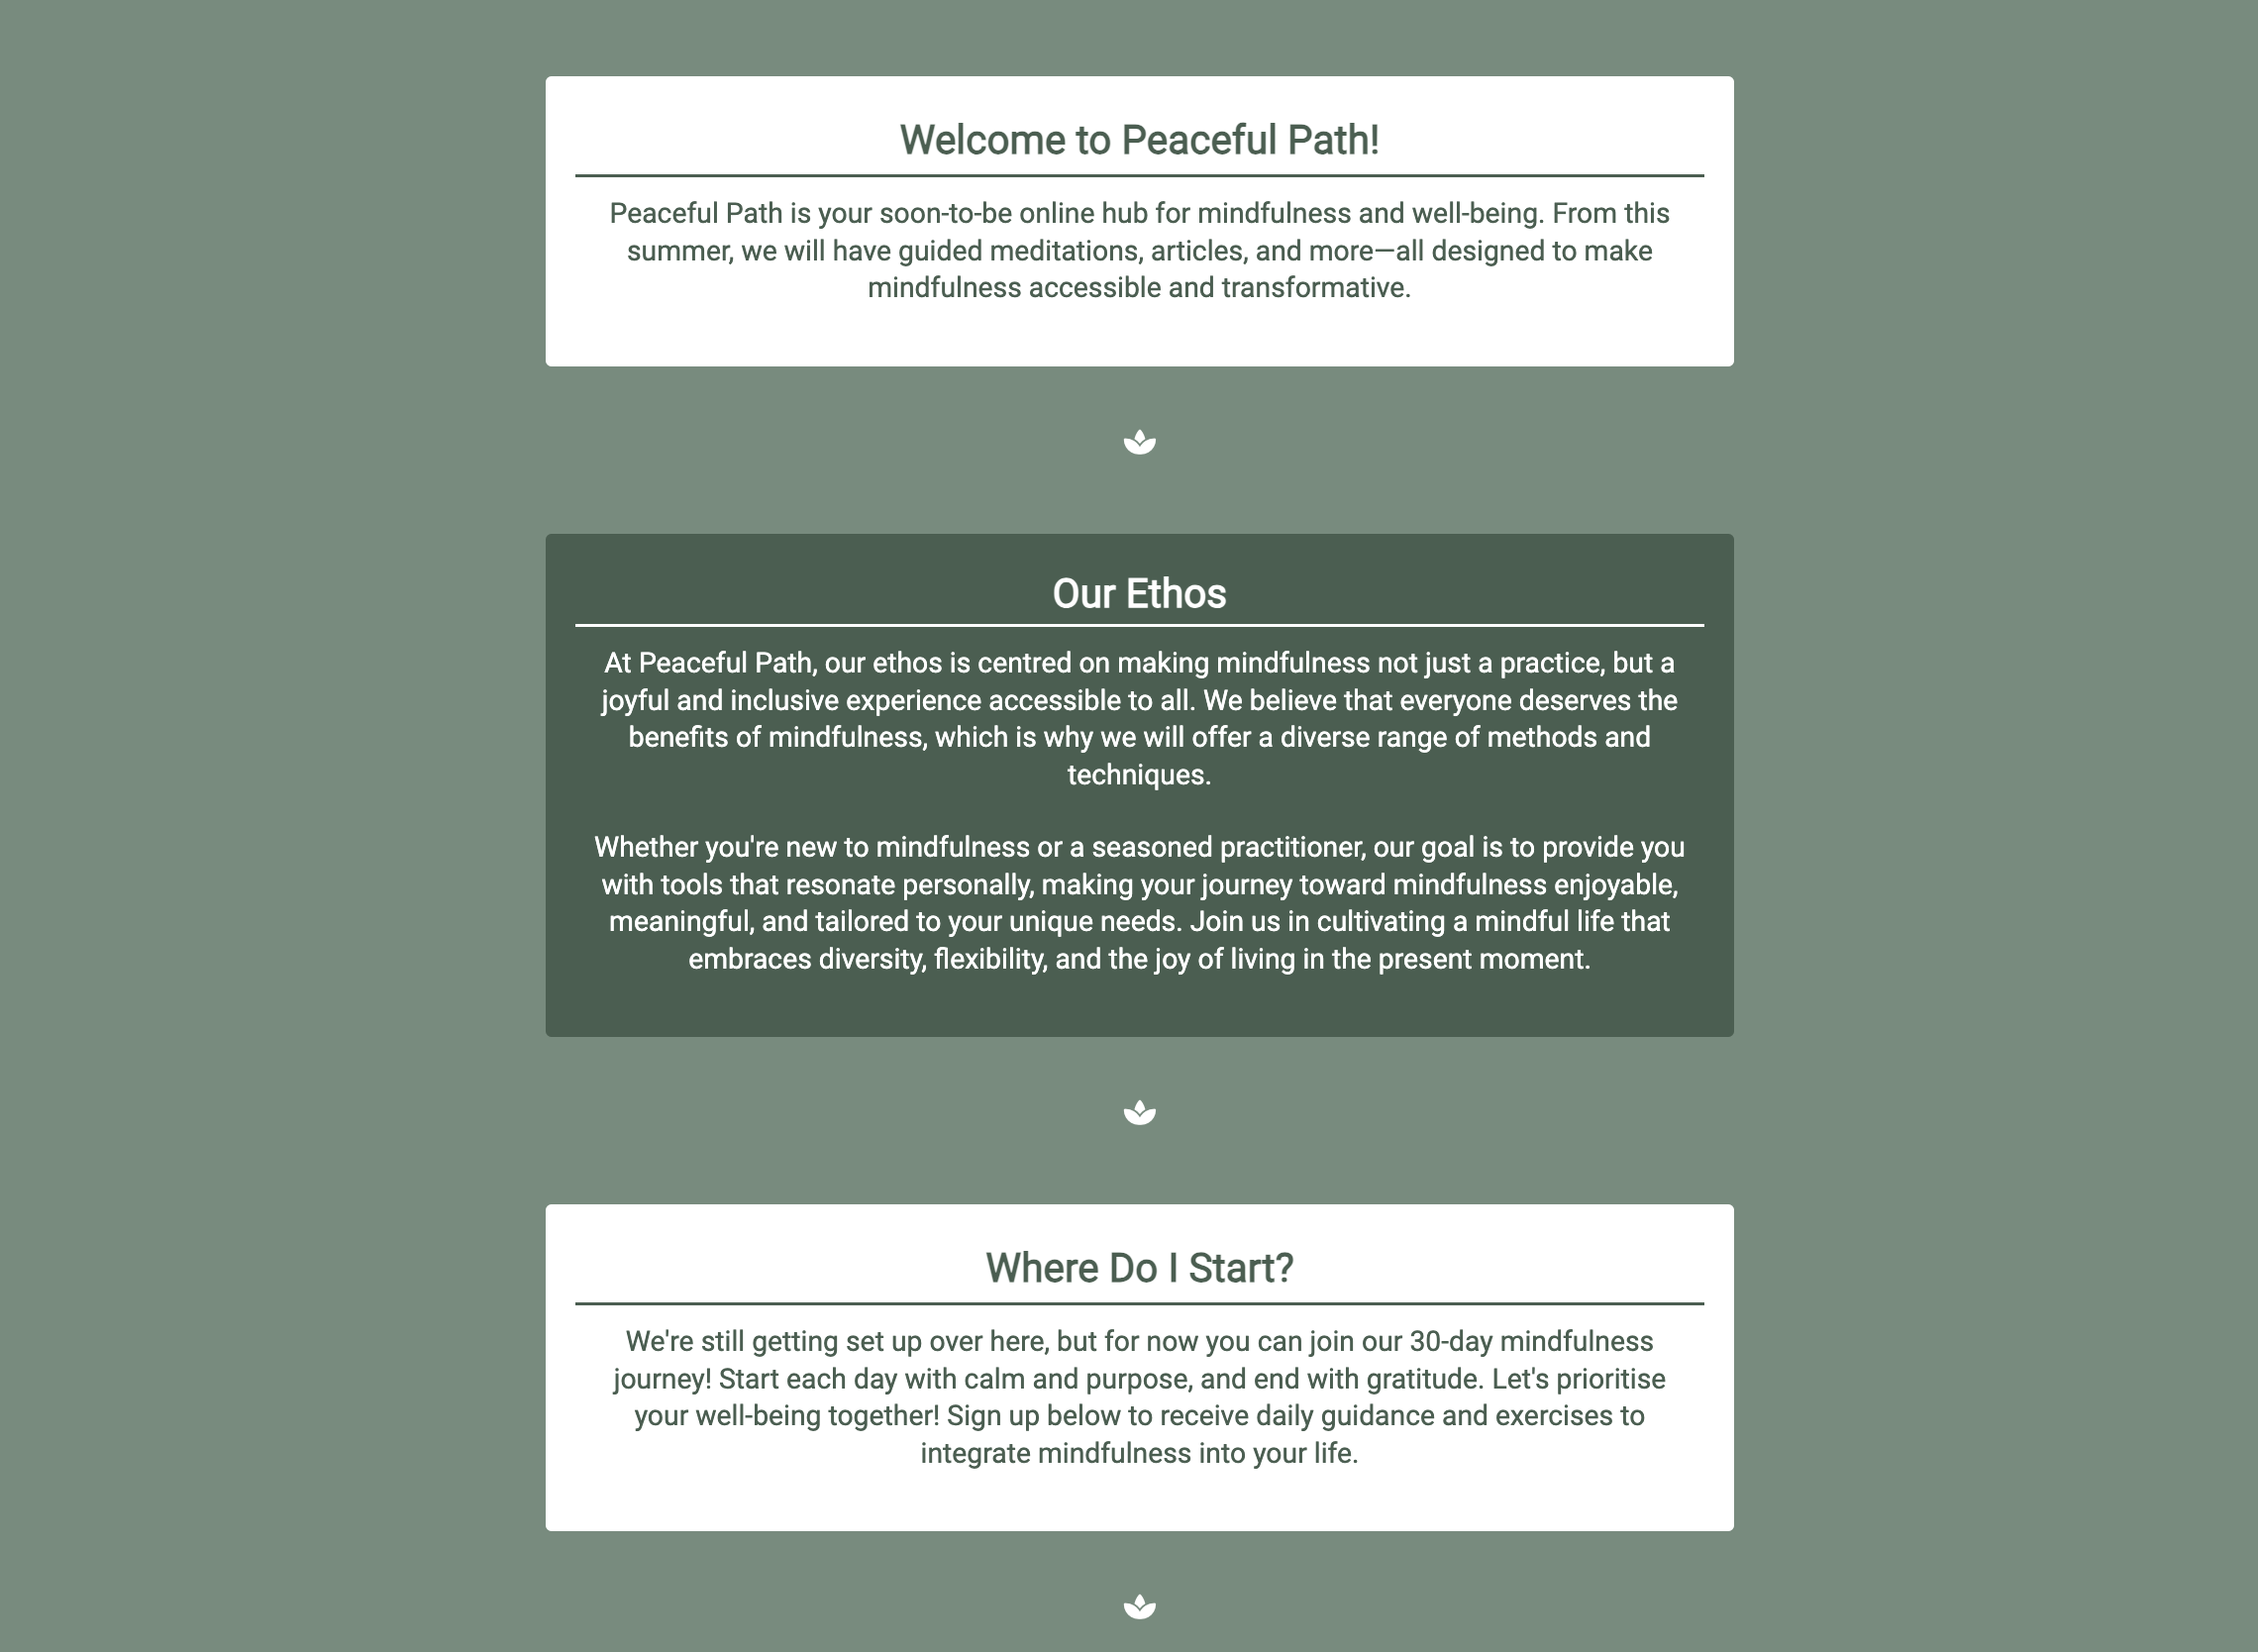 Welcome to Peaceful Path!
Peaceful Path is your soon-to-be online hub for mindfulness and well-being. From this
summer, we will have guided meditations, articles, and more—all designed to make
mindfulness accessible and transformative.
Our Ethos
At Peaceful Path, our ethos is centred on making mindfulness not just a practice, but a
joyful and inclusive experience accessible to all. We believe that everyone deserves the
benefits of mindfulness, which is why we will offer a diverse range of methods and
techniques.
Whether you're new to mindfulness or a seasoned practitioner, our goal is to provide you
with tools that resonate personally, making your journey toward mindfulness enjoyable,
meaningful, and tailored to your unique needs. Join us in cultivating a mindful life that
embraces diversity, flexibility, and the joy of living in the present moment.
Where Do I Start?
We're still getting set up over here, but for now you can join our 30-day mindfulness
journey! Start each day with calm and purpose, and end with gratitude. Let's prioritise
your well-being together! Sign up below to receive daily guidance and exercises to
integrate mindfulness into your life.